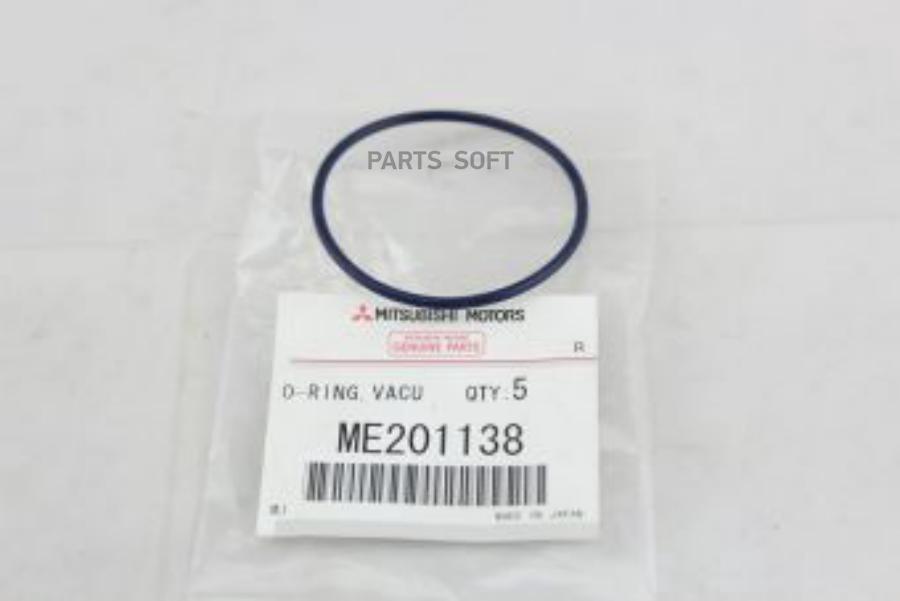 PARTS SOFT
MITSUBISHI MOTORS
GENUINE PARTS
R
O-RING, VACU QTY:5
ME201138
MADE IN JAPAN